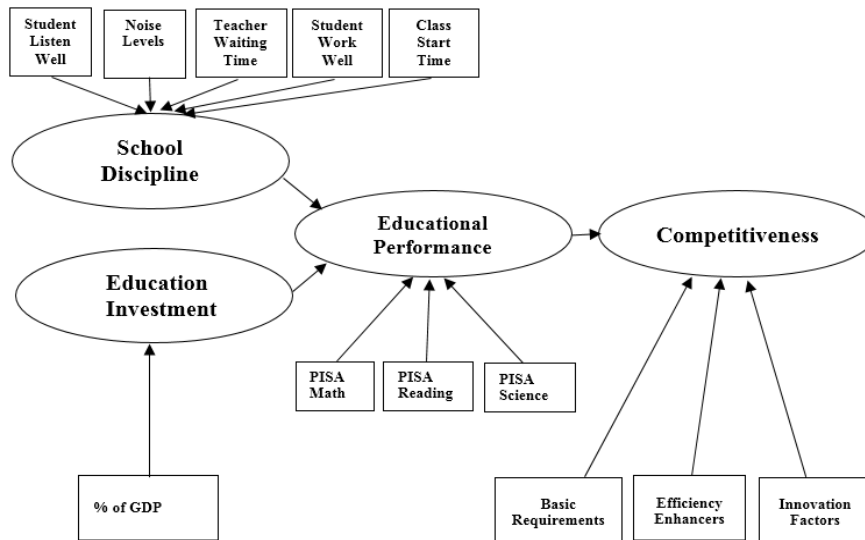 Student
Listen
Well
Noise
Levels
Teacher
Waiting
Time
Student
Work
Well
Class
Start
Time
School
Discipline
Educational
Performance
Competitiveness
Education
Investment
PISA
Math
PISA
Reading
PISA
Science
% of GDP
Basic
Requirements
Efficiency
Enhancers
Innovation
Factors